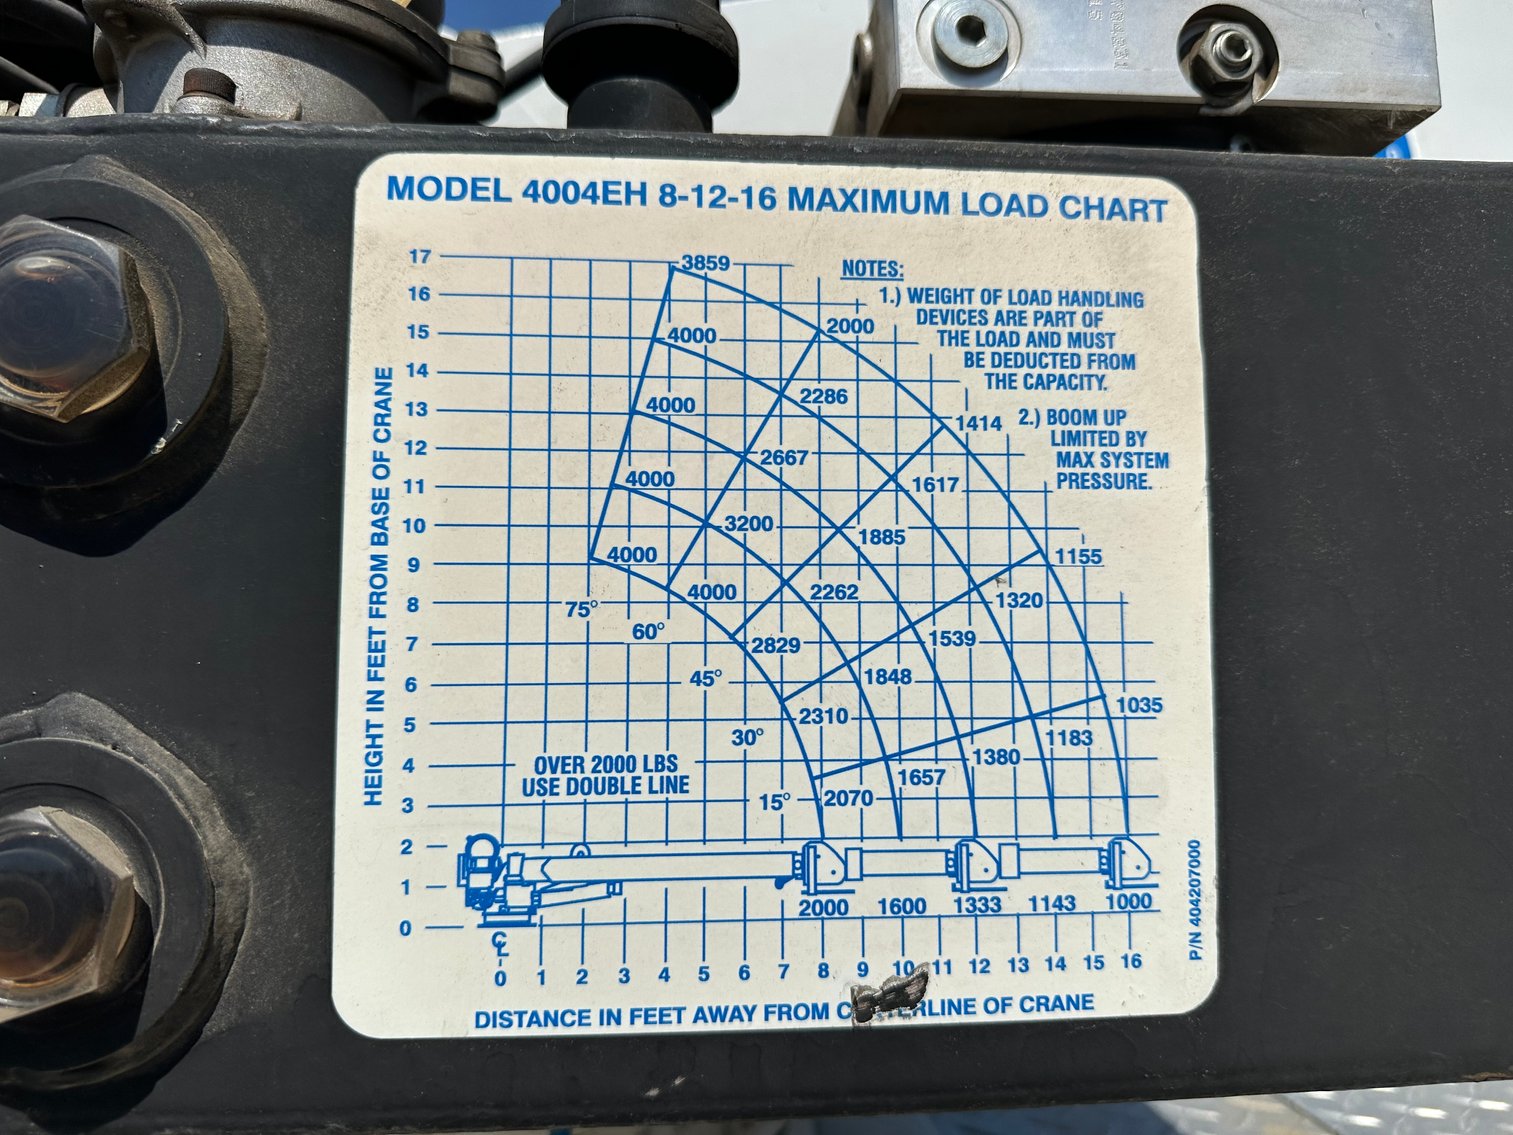 MODEL 4004EH 8-12-16 MAXIMUM LOAD CHART
HEIGHT IN FEET FROM BASE OF CRANE
17
16
15
14
13
12
11
10
9
8
7
6
5
4
3
2
1
0
3859
2000
1414
1155
1035
4000
2286
1617
1320
1183
4000
2667
1885
1539
1380
4000
3200
2262
1848
1657
4000
4000
2829
2310
2070
75°
60°
45°
30°
15°
NOTES:
1.) WEIGHT OF LOAD HANDLING
DEVICES ARE PART OF
THE LOAD AND MUST
BE DEDUCTED FROM
THE CAPACITY.
2.) BOOM UP
LIMITED BY
MAX SYSTEM
PRESSURE.
OVER 2000 LBS
USE DOUBLE LINE
2000 1600 1333 1143 1000
CL
0 1 2 3 4 5 6 7 8 9 10 11 12 13 14 15 16
DISTANCE IN FEET AWAY FROM CENTERLINE OF CRANE
P/N 404207000